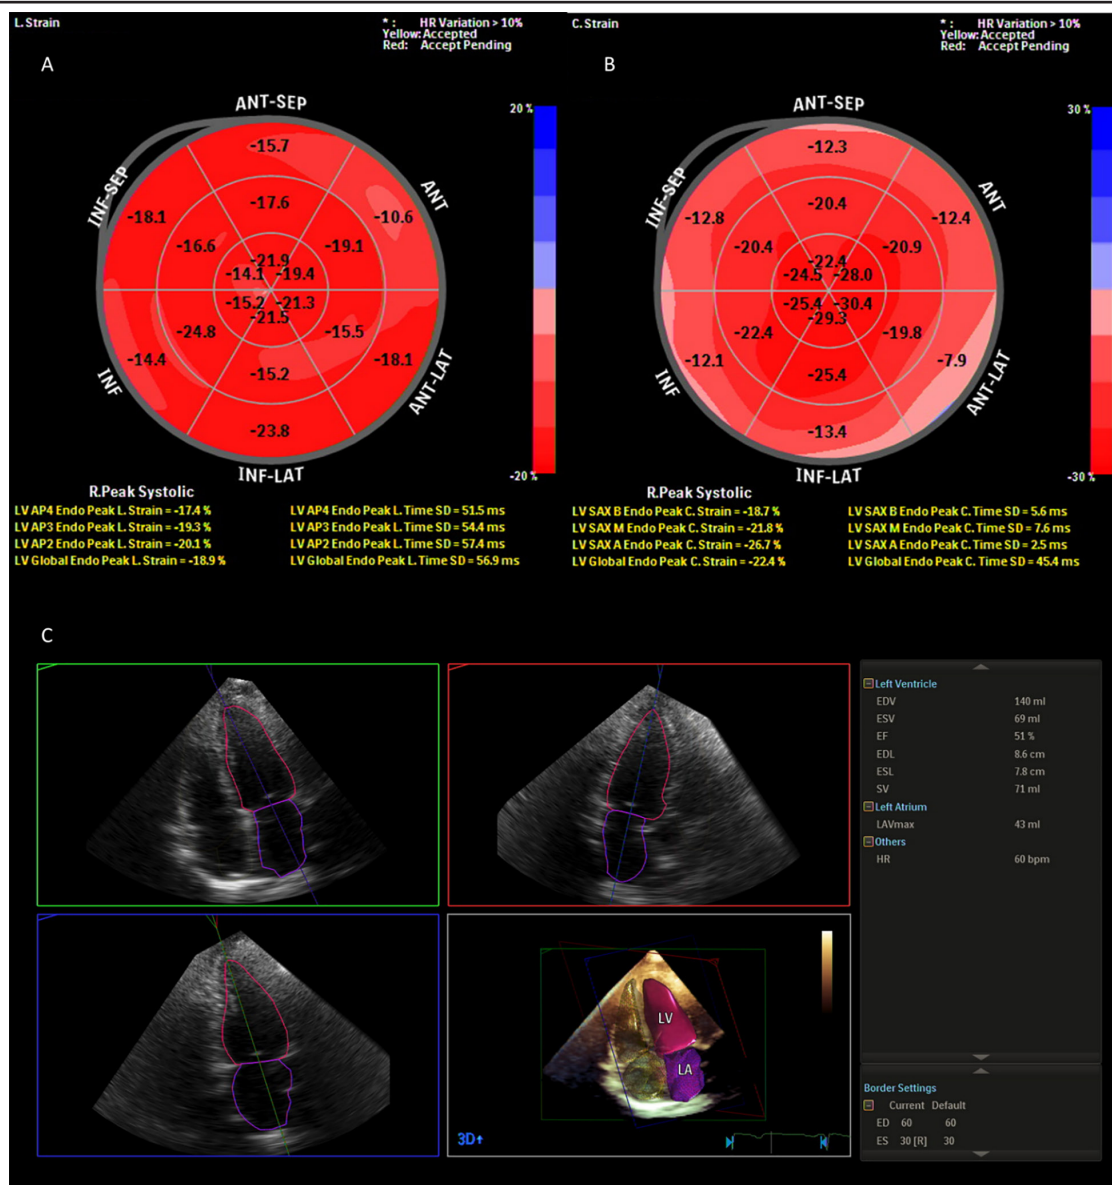 L. Strain
* : HR Variation > 10%
Yellow: Accepted
Red: Accept Pending
A
ANT-SEP
20 %
INF-SEP
ANT
-15.7
-18.1
-17.6
-10.6
-16.6
-19.1
-21.9
-14.1
-19.4
-15.2
-21.3
-21.5
-24.8
-15.5
-14.4
-18.1
-15.2
-23.8
INF
ANT-LAT
INF-LAT
-20 %
R.Peak Systolic
LV AP4 Endo Peak L. Strain = -17.4 %
LV AP3 Endo Peak L. Strain = -19.3 %
LV AP2 Endo Peak L. Strain = -20.1 %
LV Global Endo Peak L. Strain = -18.9 %
LV AP4 Endo Peak L. Time SD = 51.5 ms
LV AP3 Endo Peak L. Time SD = 54.4 ms
LV AP2 Endo Peak L. Time SD = 57.4 ms
LV Global Endo Peak L. Time SD = 56.9 ms
C. Strain
* : HR Variation > 10%
Yellow: Accepted
Red: Accept Pending
B
ANT-SEP
30 %
INF-SEP
ANT
-12.3
-12.8
-20.4
-12.4
-20.4
-20.9
-22.4
-24.5
-28.0
-25.4
-30.4
-29.3
-22.4
-19.8
-12.1
-7.9
-25.4
-13.4
INF
ANT-LAT
INF-LAT
-30 %
R.Peak Systolic
LV SAX B Endo Peak C. Strain = -18.7 %
LV SAX M Endo Peak C. Strain = -21.8 %
LV SAX A Endo Peak C. Strain = -26.7 %
LV Global Endo Peak C. Strain = -22.4 %
LV SAX B Endo Peak C. Time SD = 5.6 ms
LV SAX M Endo Peak C. Time SD = 7.6 ms
LV SAX A Endo Peak C. Time SD = 2.5 ms
LV Global Endo Peak C. Time SD = 45.4 ms
C
LV
LA
3D
Left Ventricle
EDV 140 ml
ESV 69 ml
EF 51 %
EDL 8.6 cm
ESL 7.8 cm
SV 71 ml
Left Atrium
LAVmax 43 ml
Others
HR 60 bpm
Border Settings
Current Default
ED 60 60
ES 30 [R] 30